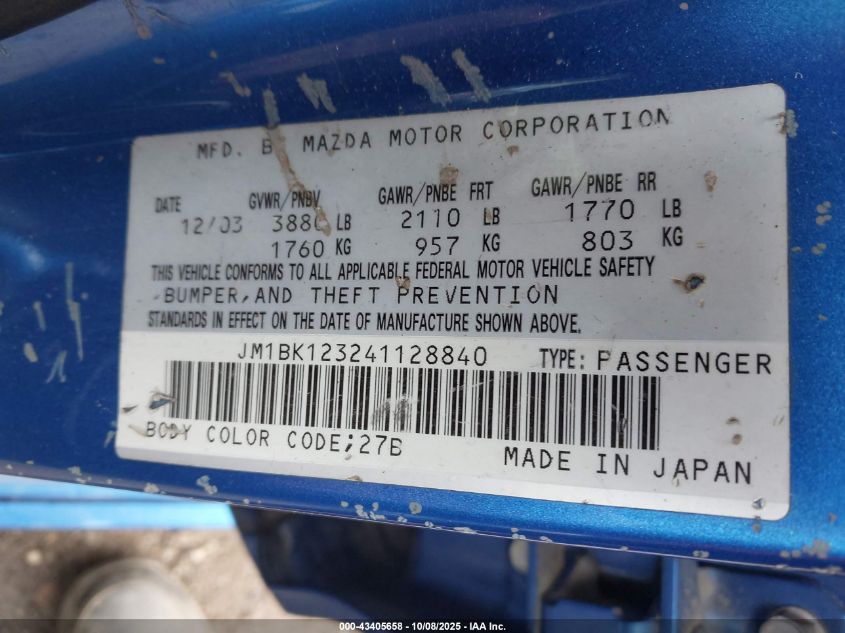 MFD. B MAZDA MOTOR CORPORATION
DATE GVWR/PNBV GAWR/PNBE FRT GAWR/PNBE RR
12/03 3880 LB 2110 LB 1770 LB
1760 KG 957 KG 803 KG
THIS VEHICLE CONFORMS TO ALL APPLICABLE FEDERAL MOTOR VEHICLE SAFETY
,BUMPER,AND THEFT PREVENTION
STANDARDS IN EFFECT ON THE DATE OF MANUFACTURE SHOWN ABOVE.
JM1BK123241128840 TYPE: PASSENGER
BODY COLOR CODE;27B
MADE IN JAPAN
000-43405658 - 10/08/2025 - IAA Inc.